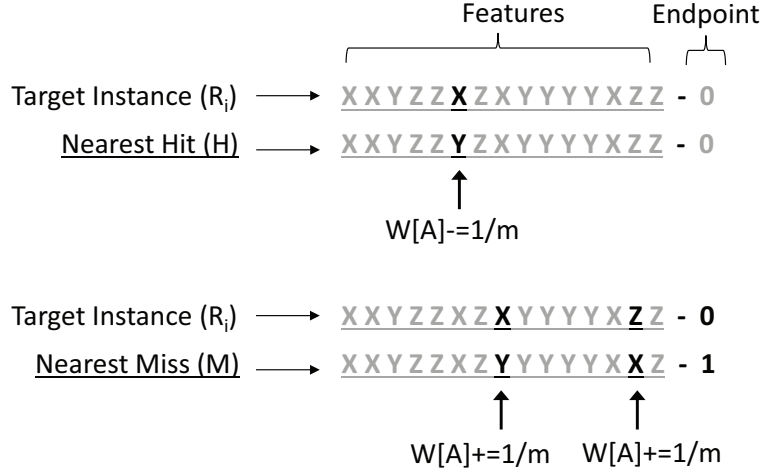 Features Endpoint
Target Instance (Ri) X X Y Z Z X Z X Y Y Y Y X Z Z - 0
Nearest Hit (H) X X Y Z Z Y Z X Y Y Y Y X Z Z - 0
W[A]-=1/m
Target Instance (Ri) X X Y Z Z X Z X Y Y Y Y X Z Z - 0
Nearest Miss (M) X X Y Z Z X Z Y Y Y Y Y X X Z - 1
W[A]+=1/m W[A]+=1/m